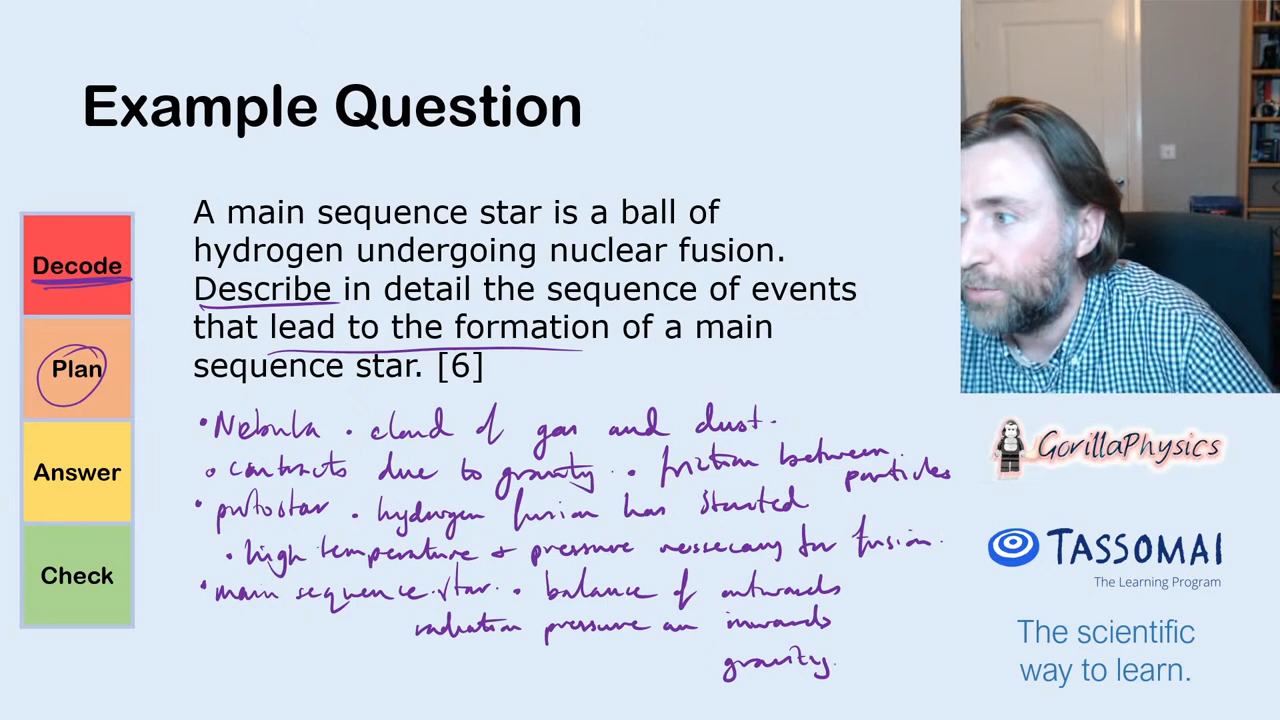 Example Question
Decode
Plan
Answer
Check
A main sequence star is a ball of
hydrogen undergoing nuclear fusion.
Describe in detail the sequence of events
that lead to the formation of a main
sequence star. [6]
• Nebula • cloud of gas and dust.
• contracts due to gravity. • friction between
particles
• protostar • hydrogen fusion has started
• high temperature + pressure nessecary for fusion.
• main sequence star. • balance of outwards
radiation pressure an inwards
gravity.
GorillaPhysics
TASSOMAI
The Learning Program
The scientific
way to learn.